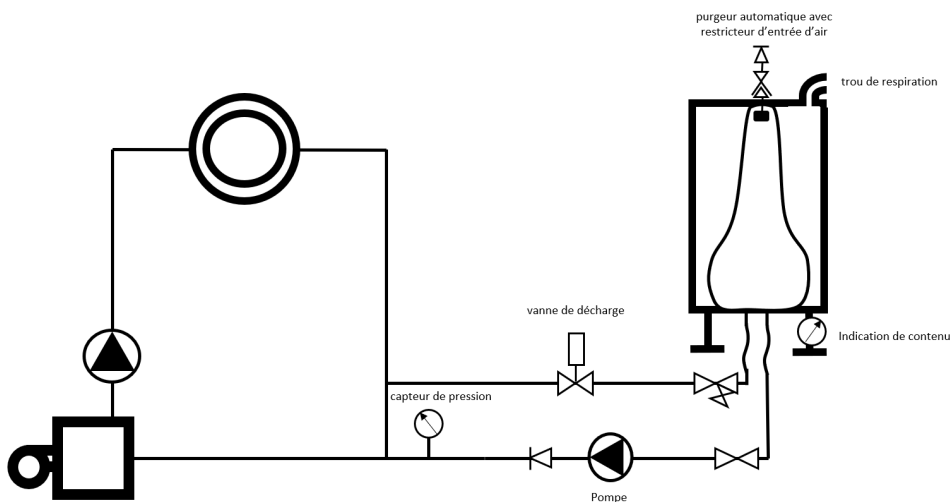 purgeur automatique avec
restricteur d'entrée d'air
trou de respiration
vanne de décharge
Indication de contenu
capteur de pression
Pompe